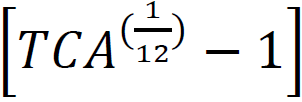 [TCA^(1/12) − 1]